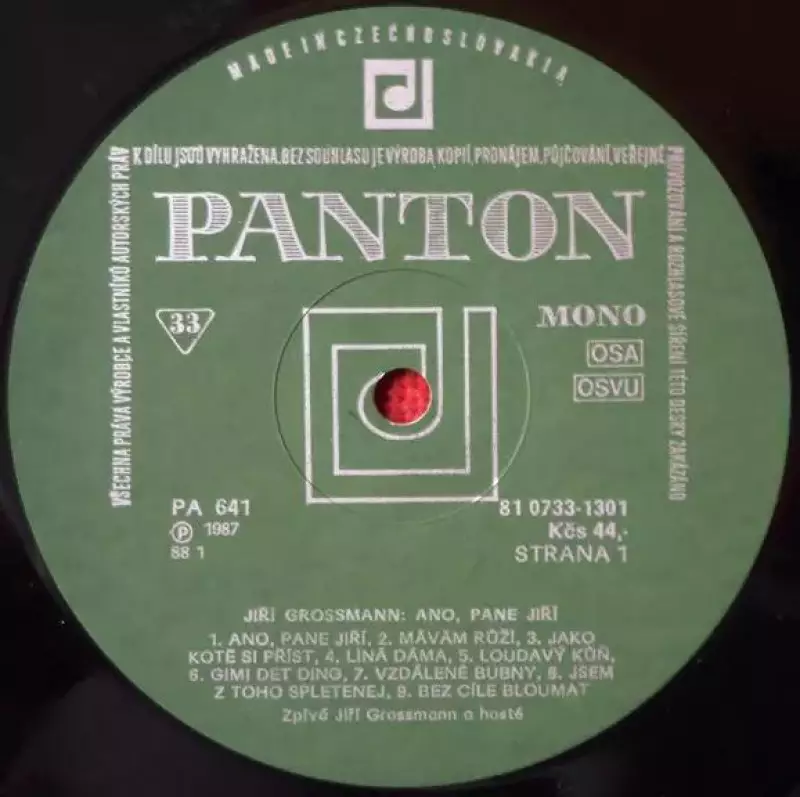 MADE IN CZECHOSLOVAKIA
VŠECHNA PRÁVA VÝROBCE A VLASTNÍKŮ AUTORSKÝCH PRÁV
K DÍLU JSOU VYHRAŽENA. BEZ SOUHLASU JE VÝROBA KOPIÍ, PRONÁJEM, PŮJČOVÁNÍ, VEŘEJNÉ
PROVOZOVÁNÍ A ROZHLASOVÉ ŠÍŘENÍ TÉTO DESKY ZAKÁZÁNO
PANTON
33
MONO
OSA
OSVU
PA 641
Ⓟ 1987
88 1
81 0733-1301
Kčs 44,-
STRANA 1
JIŘÍ GROSSMANN: ANO, PANE JIŘÍ
1. ANO, PANE JIŘÍ, 2. MÁVÁM RŮŽÍ, 3. JAKO
KOTĚ SI PŘÍST, 4. LÍNÁ DÁMA, 5. LOUDAVÝ KŮŇ,
6. GIMI DET DING, 7. VZDÁLENÉ BUBNY, 8. JSEM
Z TOHO SPLETENEJ, 9. BEZ CÍLE BLOUMAT
Zpívá Jiří Grossmann a hosté